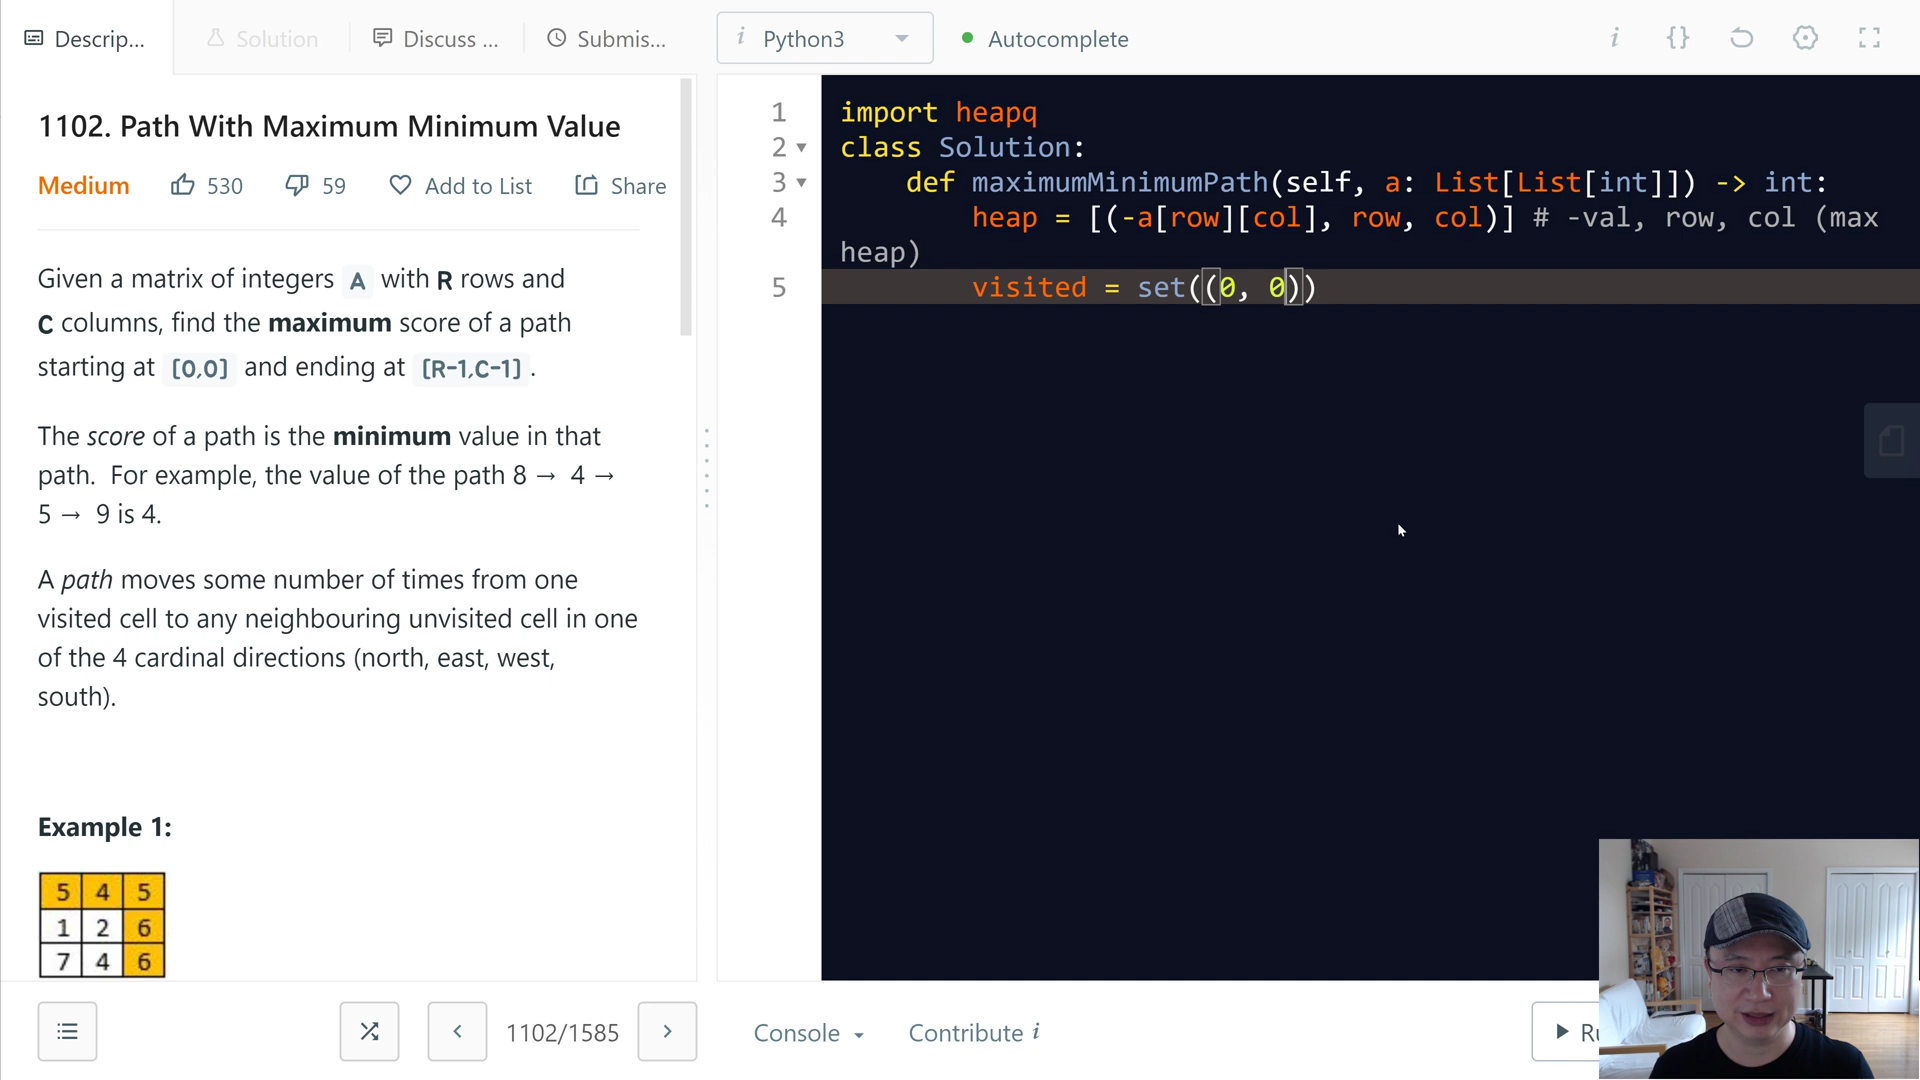 Descrip...
Solution
Discuss ...
Submis...
i Python3
Autocomplete
i {}
1102. Path With Maximum Minimum Value
Medium 530 59 Add to List Share
Given a matrix of integers A with R rows and
C columns, find the maximum score of a path
starting at [0,0] and ending at [R-1,C-1] .
The score of a path is the minimum value in that
path. For example, the value of the path 8 → 4 →
5 → 9 is 4.
A path moves some number of times from one
visited cell to any neighbouring unvisited cell in one
of the 4 cardinal directions (north, east, west,
south).
Example 1:
5 4 5
1 2 6
7 4 6
1 import heapq
2 class Solution:
3 def maximumMinimumPath(self, a: List[List[int]]) -> int:
4 heap = [(-a[row][col], row, col)] # -val, row, col (max
heap)
5 visited = set((0, 0))
1102/1585
Console
Contribute i
Ru